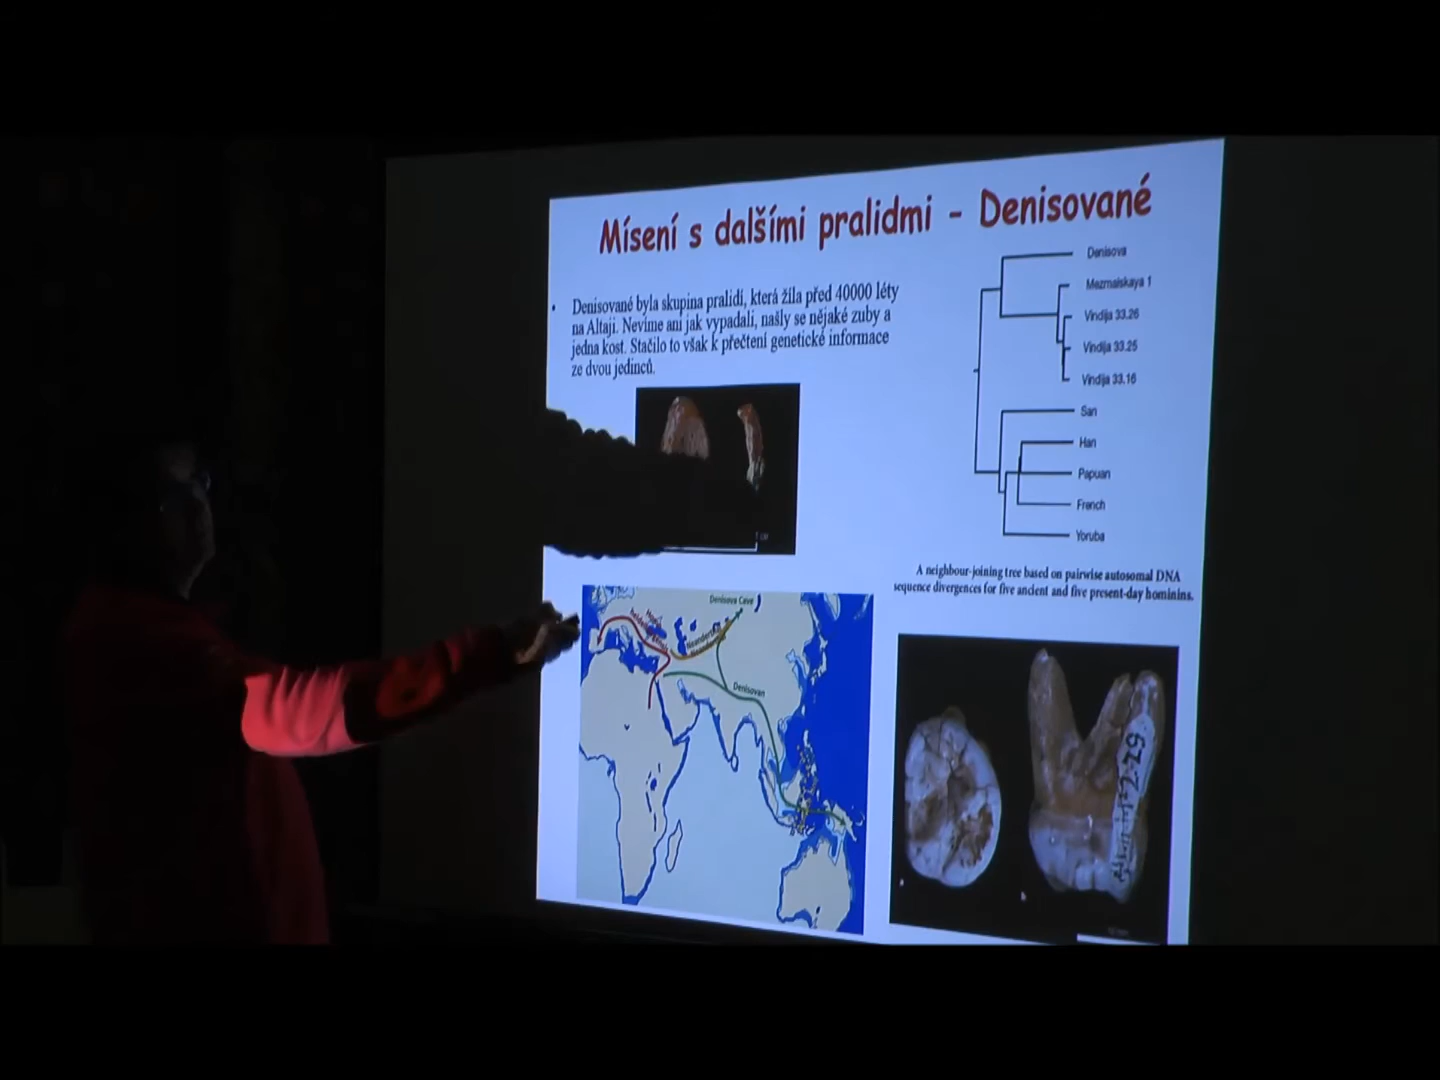 Mísení s dalšími pralidmi - Denisované
• Denisované byla skupina pralidí, která žila před 40000 léty
na Altaji. Nevíme ani jak vypadali, našly se nějaké zuby a
jedna kost. Stačilo to však k přečtení genetické informace
ze dvou jedinců.
Denisova
Mezmaiskaya 1
Vindija 33.26
Vindija 33.25
Vindija 33.16
San
Han
Papuan
French
Yoruba
A neighbour-joining tree based on pairwise autosomal DNA
sequence divergences for five ancient and five present-day hominins.
Denisova Cave
Denisovan